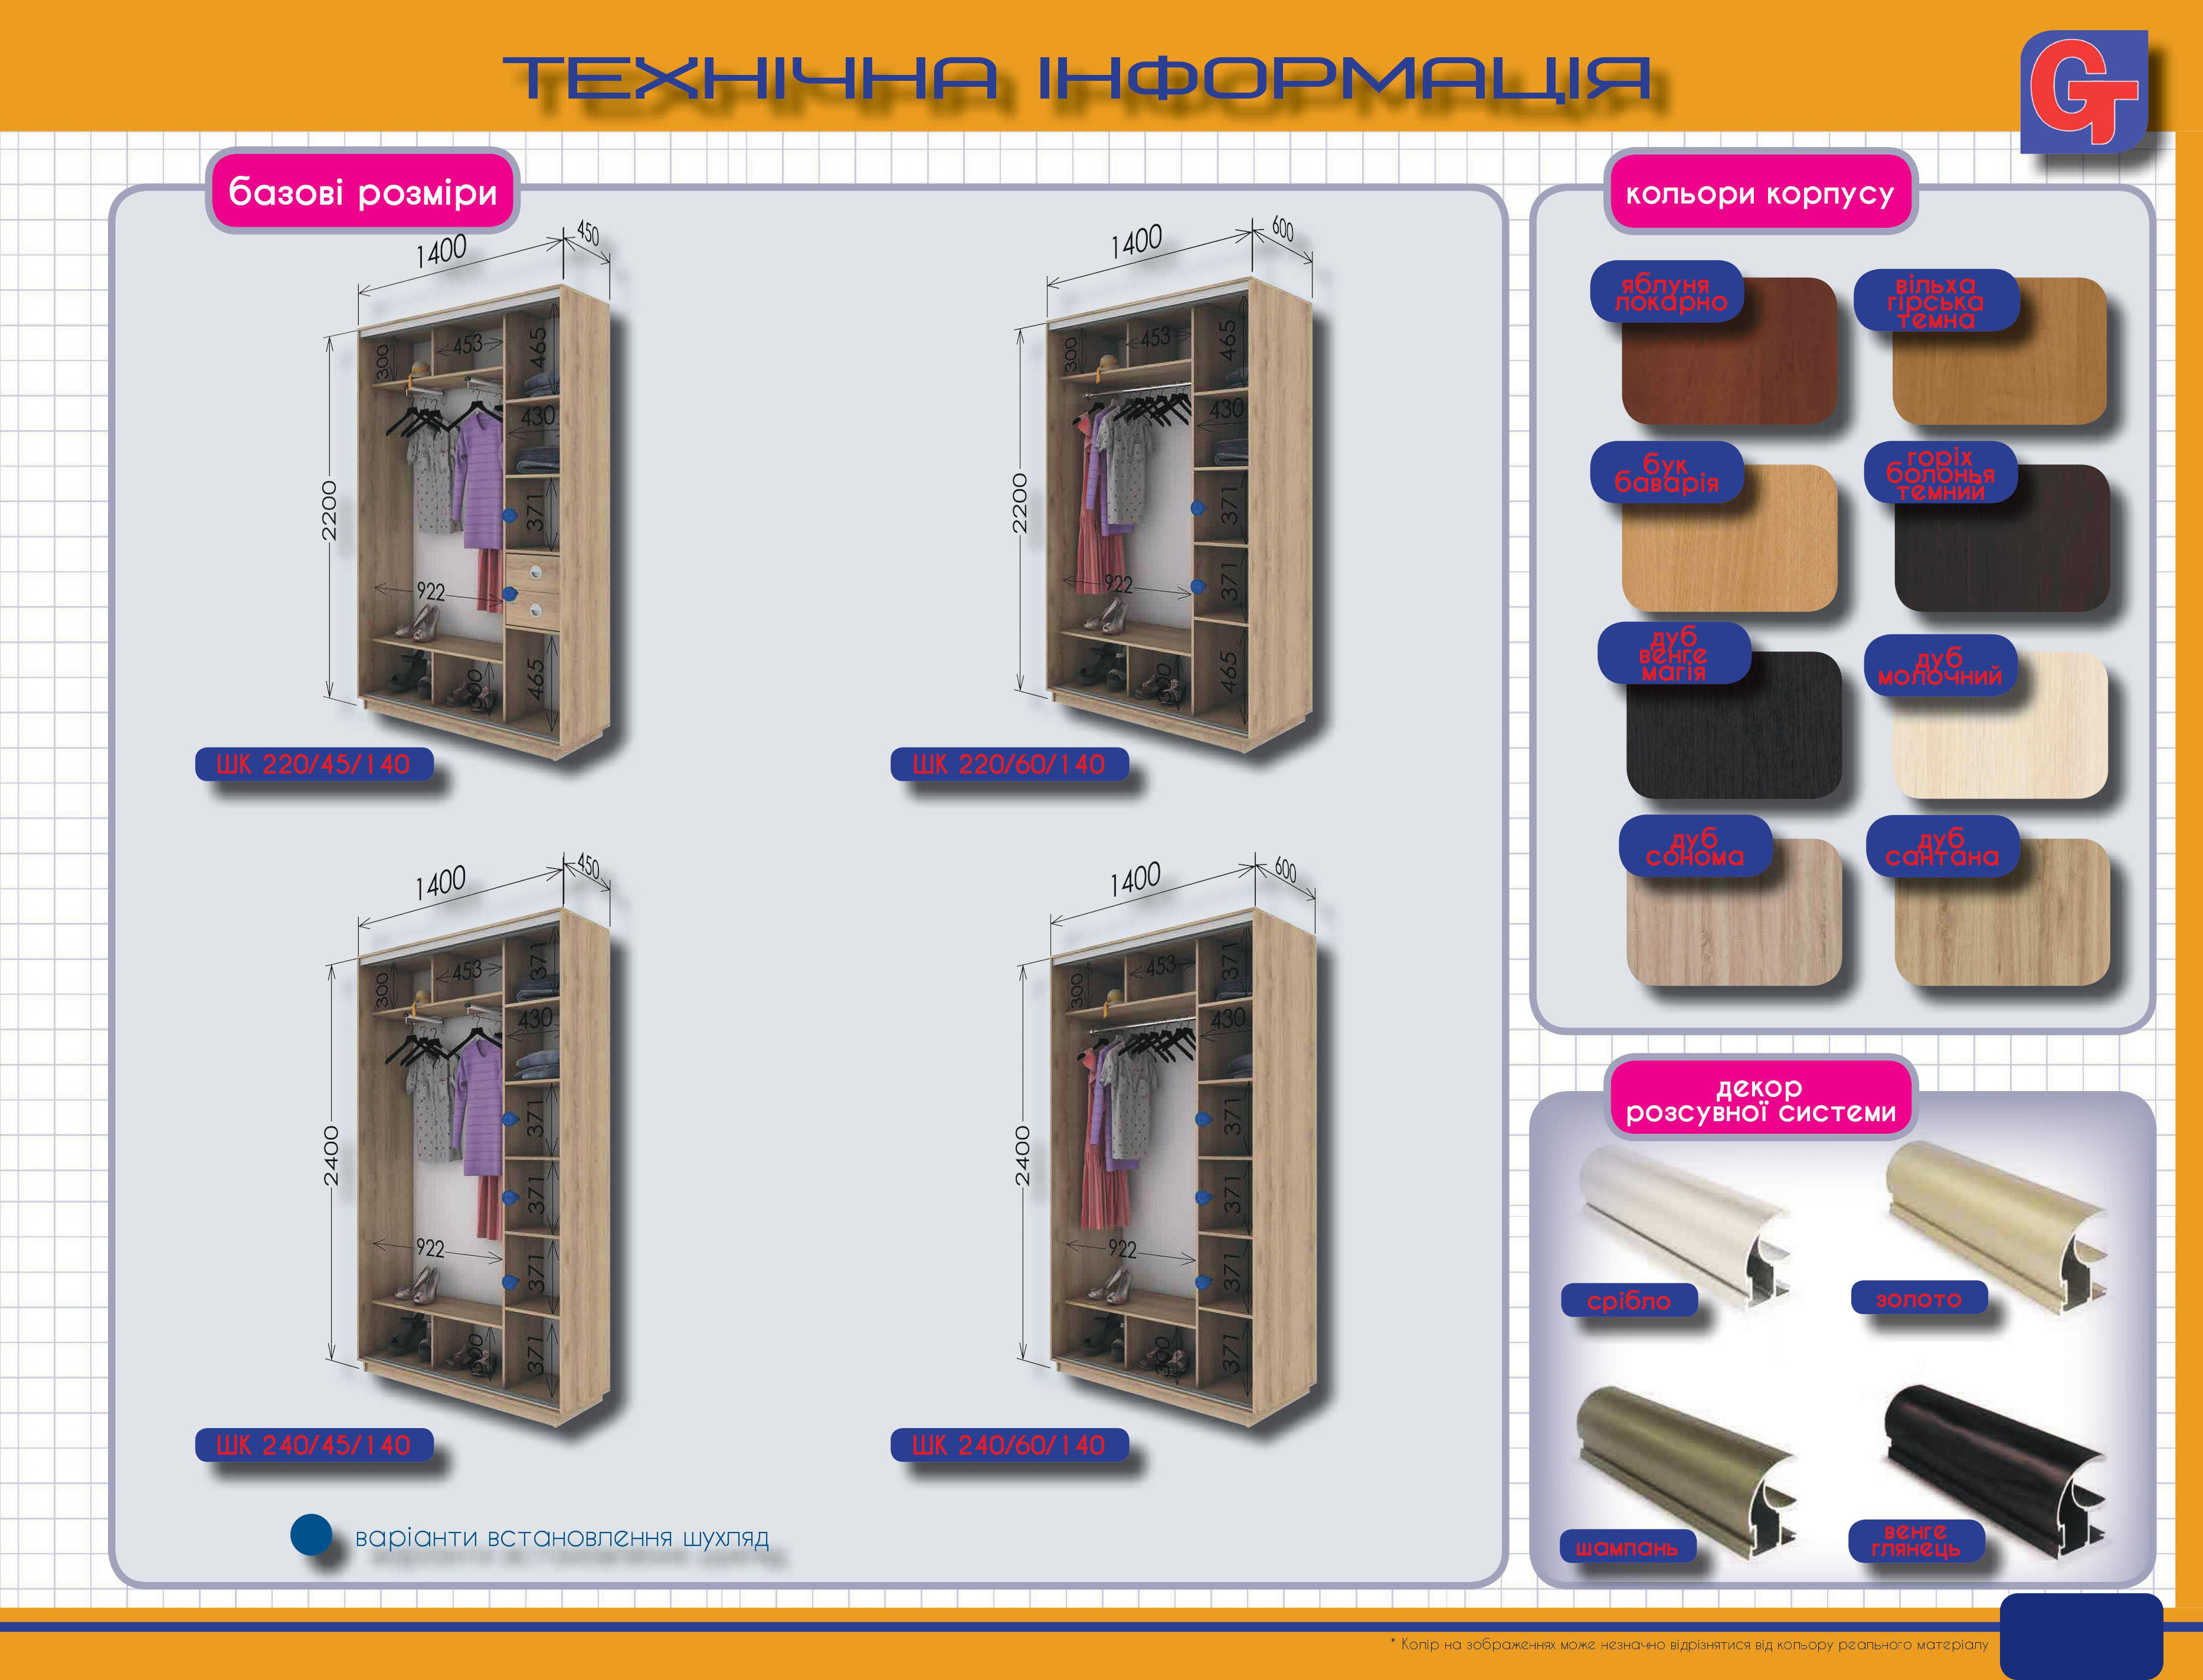 ТЕХНІЧНА ІНФОРМАЦІЯ
GT
базові розміри
1400
450
2200
300
453
465
430
371
922
300
465
ШК 220/45/140
1400
600
2200
300
453
465
430
371
371
922
300
465
ШК 220/60/140
1400
450
2400
300
453
371
430
371
371
371
922
300
371
ШК 240/45/140
1400
600
2400
300
453
371
430
371
371
371
922
300
371
ШК 240/60/140
варіанти встановлення шухляд
кольори корпусу
яблуня
локарно
вільха
гірська
темна
бук
баварія
горіх
болонья
темний
дуб
венге
магія
дуб
молочний
дуб
сонома
дуб
сантана
декор
розсувної системи
срібло
золото
шампань
венге
глянець
* Колір на зображеннях може незначно відрізнятися від кольору реального матеріалу